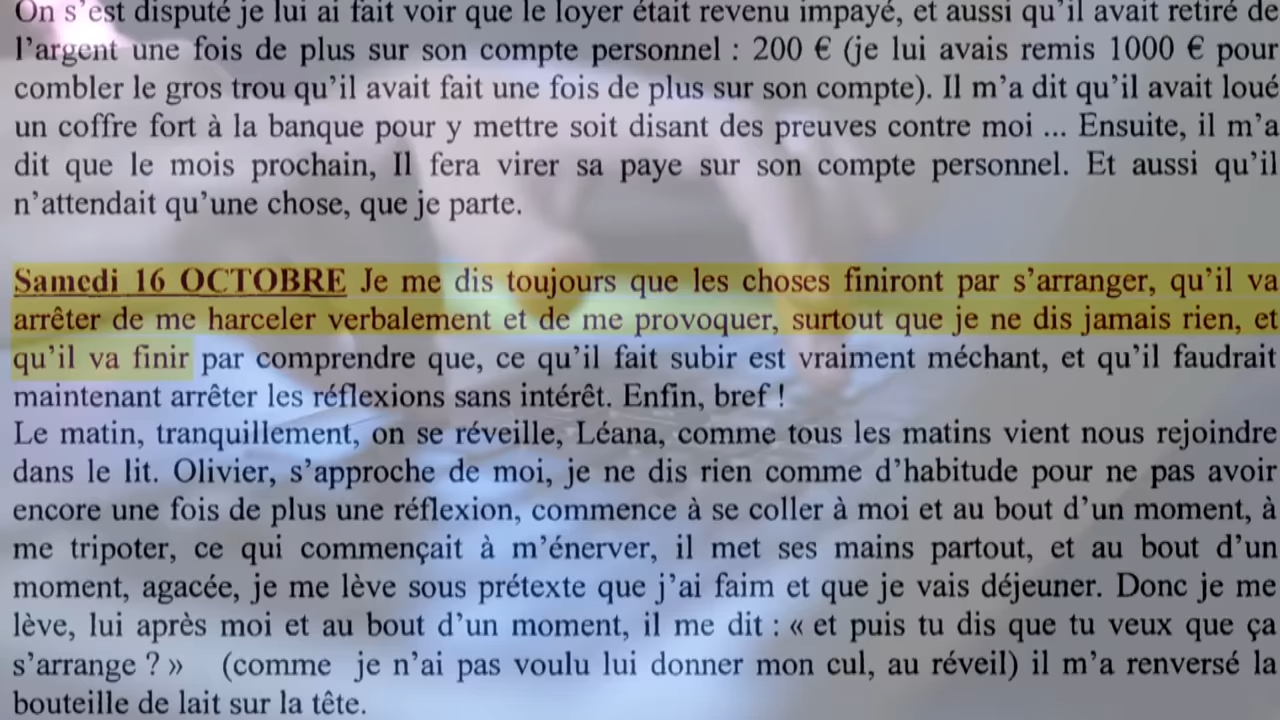 On s'est disputé je lui ai fait voir que le loyer était revenu impayé, et aussi qu'il avait retiré de
l'argent une fois de plus sur son compte personnel : 200 € (je lui avais remis 1000 € pour
combler le gros trou qu'il avait fait une fois de plus sur son compte). Il m'a dit qu'il avait loué
un coffre fort à la banque pour y mettre soit disant des preuves contre moi ... Ensuite, il m'a
dit que le mois prochain, Il fera virer sa paye sur son compte personnel. Et aussi qu'il
n'attendait qu'une chose, que je parte.
Samedi 16 OCTOBRE Je me dis toujours que les choses finiront par s'arranger, qu'il va
arrêter de me harceler verbalement et de me provoquer, surtout que je ne dis jamais rien, et
qu'il va finir par comprendre que, ce qu'il fait subir est vraiment méchant, et qu'il faudrait
maintenant arrêter les réflexions sans intérêt. Enfin, bref !
Le matin, tranquillement, on se réveille, Léana, comme tous les matins vient nous rejoindre
dans le lit. Olivier, s'approche de moi, je ne dis rien comme d'habitude pour ne pas avoir
encore une fois de plus une réflexion, commence à se coller à moi et au bout d'un moment, à
me tripoter, ce qui commençait à m'énerver, il met ses mains partout, et au bout d'un
moment, agacée, je me lève sous prétexte que j'ai faim et que je vais déjeuner. Donc je me
lève, lui après moi et au bout d'un moment, il me dit : « et puis tu dis que tu veux que ça
s'arrange ? » (comme je n'ai pas voulu lui donner mon cul, au réveil) il m'a renversé la
bouteille de lait sur la tête.